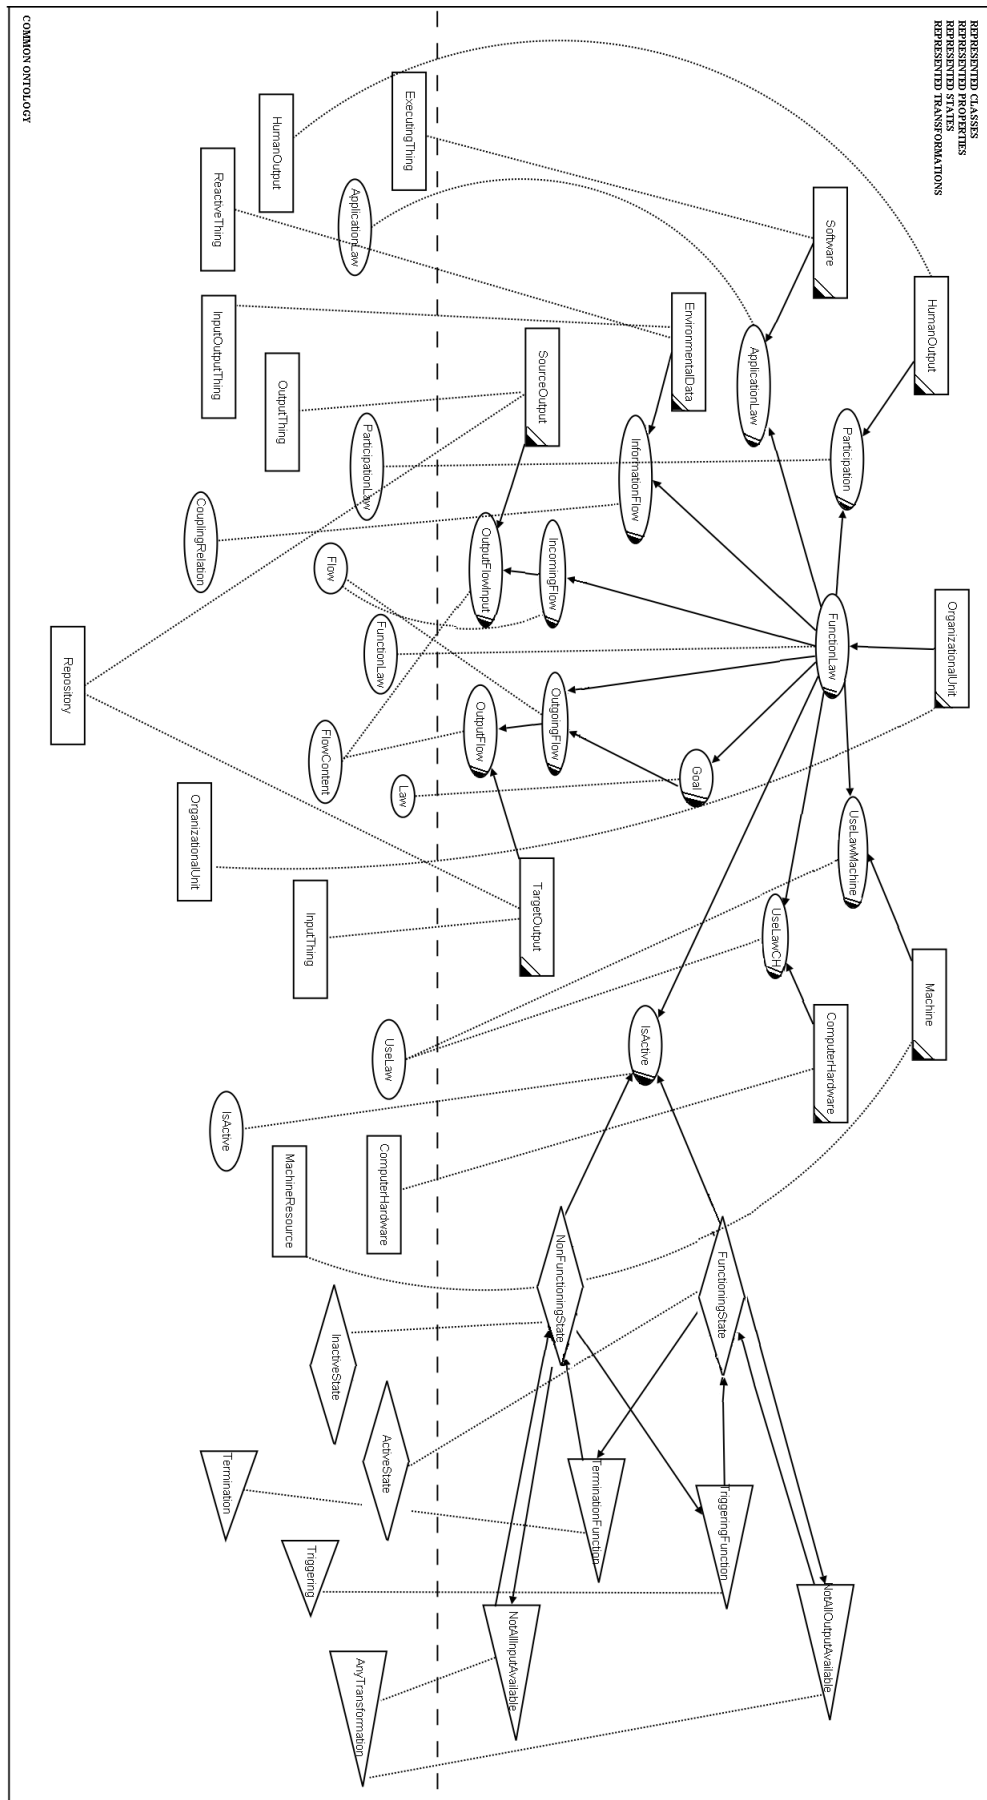 REPRESENTED CLASSES
REPRESENTED PROPERTIES
REPRESENTED STATES
REPRESENTED TRANSFORMATIONS
HumanOutput
OrganizationalUnit
Machine
Participation
UseLawMachine
Software
FunctionLaw
ComputerHardware
NotAllOutputAvailable
ApplicationLaw
UseLawCH
EnvironmentalData
Goal
FunctioningState
TriggeringFunction
InformationFlow
IsActive
SourceOutput
IncomingFlow
OutgoingFlow
TargetOutput
NonFunctioningState
TerminationFunction
OutputFlowInput
OutputFlow
NotAllInputAvailable
ExecutingThing
ApplicationLaw
ParticipationLaw
FunctionLaw
Law
UseLaw
ComputerHardware
ActiveState
AnyTransformation
HumanOutput
OutputThing
Flow
FlowContent
InputThing
MachineResource
InactiveState
Triggering
ReactiveThing
InputOutputThing
CouplingRelation
OrganizationalUnit
IsActive
Termination
Repository
COMMON ONTOLOGY